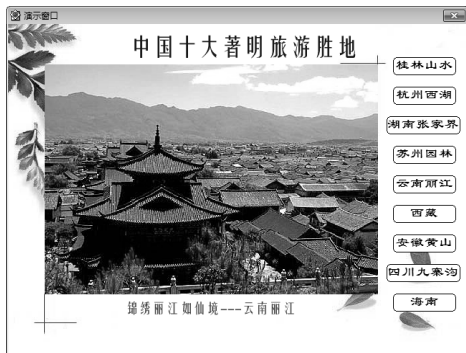 演示窗口
中国十大著明旅游胜地
桂林山水
杭州西湖
湖南张家界
苏州园林
云南丽江
西藏
安徽黄山
四川九寨沟
海南
锦绣丽江如仙境---云南丽江